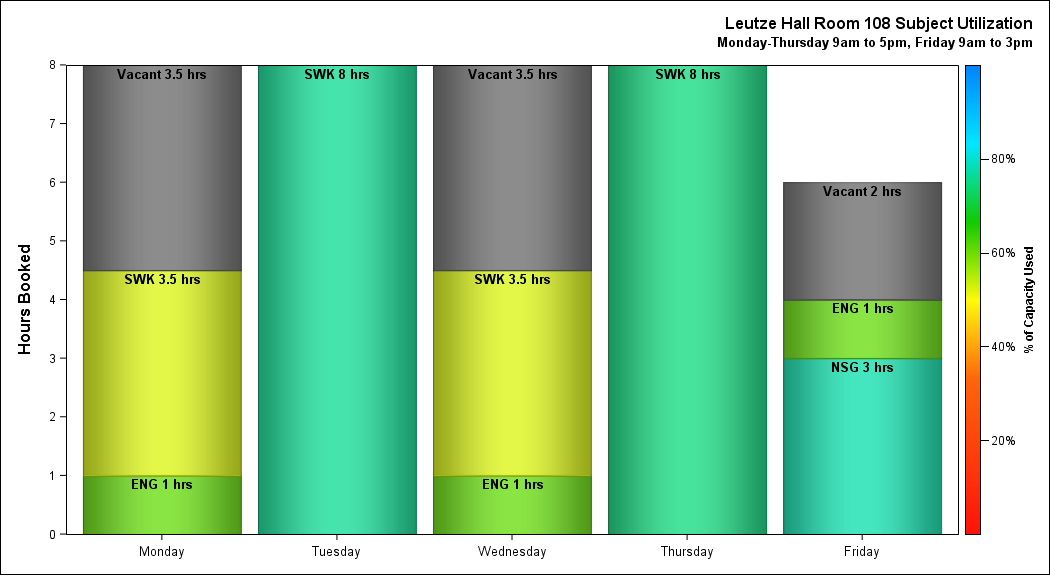 Leutze Hall Room 108 Subject Utilization
Monday-Thursday 9am to 5pm, Friday 9am to 3pm
Hours Booked
8
7
6
5
4
3
2
1
0
Vacant 3.5 hrs
SWK 3.5 hrs
ENG 1 hrs
SWK 8 hrs
Vacant 3.5 hrs
SWK 3.5 hrs
ENG 1 hrs
SWK 8 hrs
Vacant 2 hrs
ENG 1 hrs
NSG 3 hrs
Monday
Tuesday
Wednesday
Thursday
Friday
80%
60%
40%
20%
% of Capacity Used